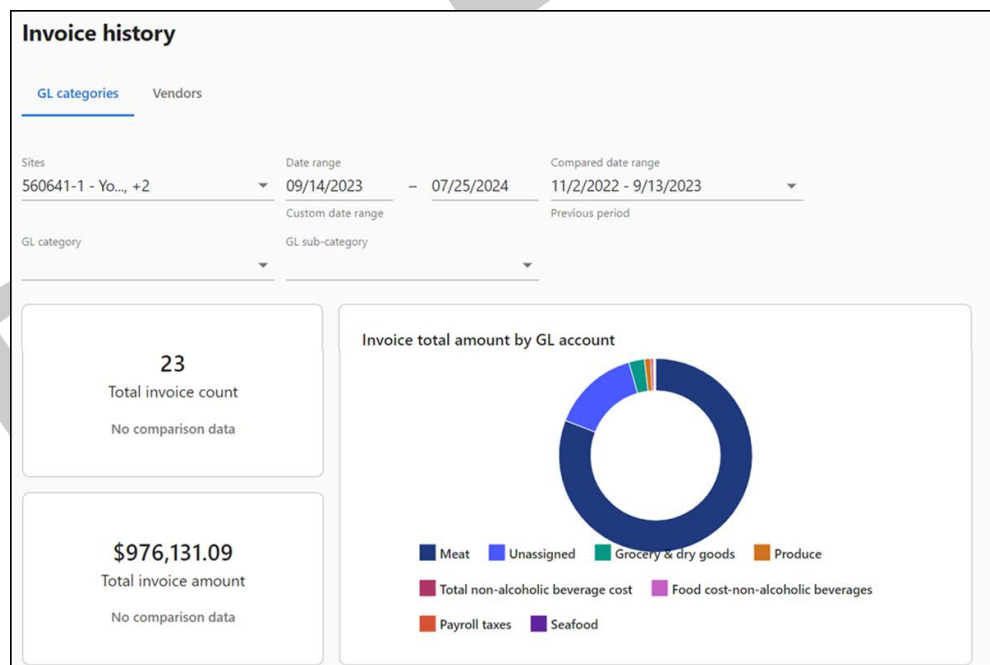 Invoice history
GL categories Vendors
Sites Date range Compared date range
560641-1 - Yo..., +2 09/14/2023 – 07/25/2024 11/2/2022 - 9/13/2023
Custom date range Previous period
GL category GL sub-category
23
Total invoice count
No comparison data
$976,131.09
Total invoice amount
No comparison data
Invoice total amount by GL account
Meat Unassigned Grocery & dry goods Produce
Total non-alcoholic beverage cost Food cost-non-alcoholic beverages
Payroll taxes Seafood